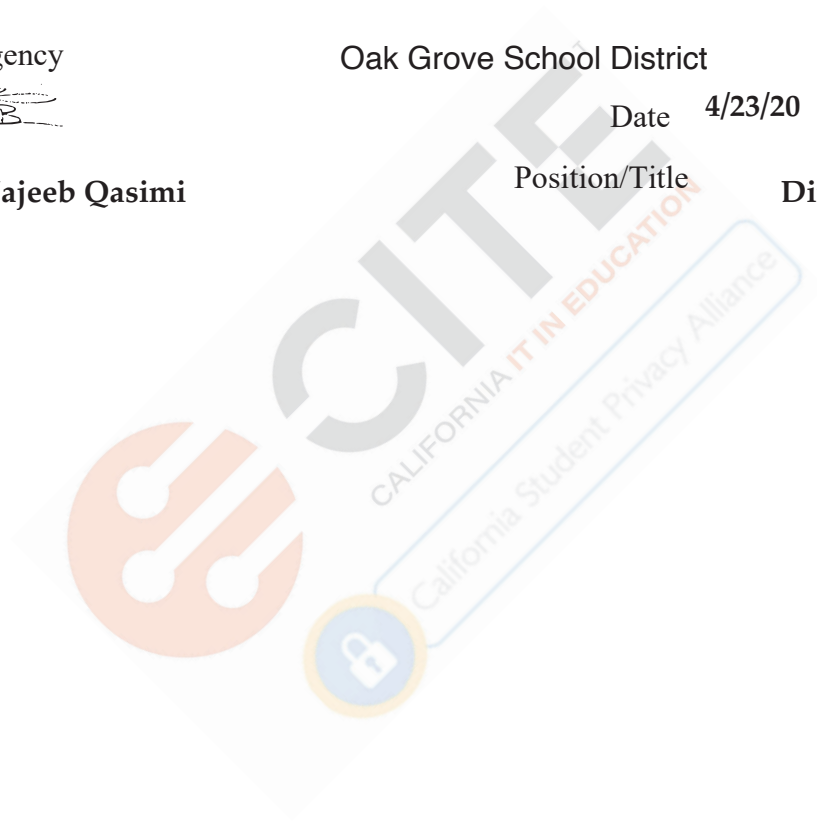 gency Oak Grove School District
Date 4/23/20
ajeeb Qasimi Position/Title Di
CITE
CALIFORNIA IT IN EDUCATION
California Student Privacy Alliance